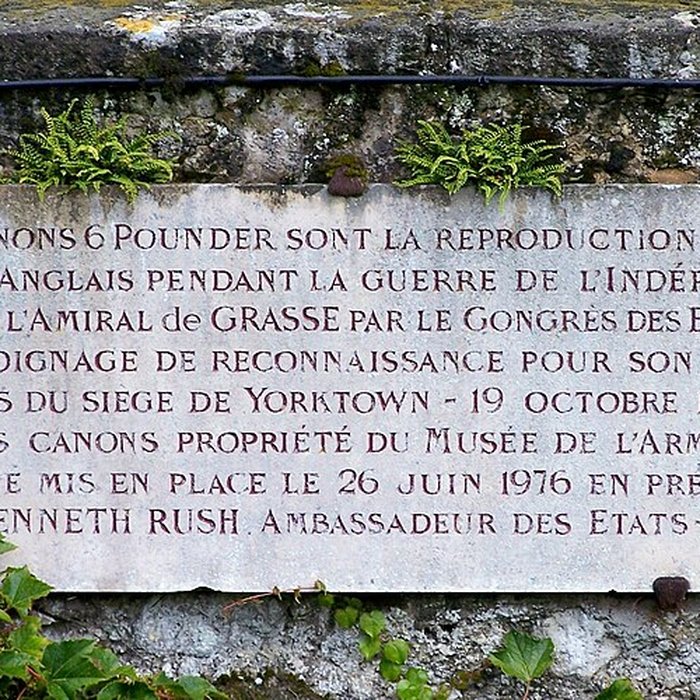 NONS 6 POUNDER SONT LA REPRODUCTION
ANGLAIS PENDANT LA GUERRE DE L'INDÉP
L'AMIRAL de GRASSE PAR LE CONGRÈS DES E
OIGNAGE DE RECONNAISSANCE POUR SON
S DU SIÈGE DE YORKTOWN - 19 OCTOBRE
S CANONS PROPRIÉTÉ DU MUSÉE DE L'ARM
É MIS EN PLACE LE 26 JUIN 1976 EN PRÉ
ENNETH RUSH, AMBASSADEUR DES ETATS